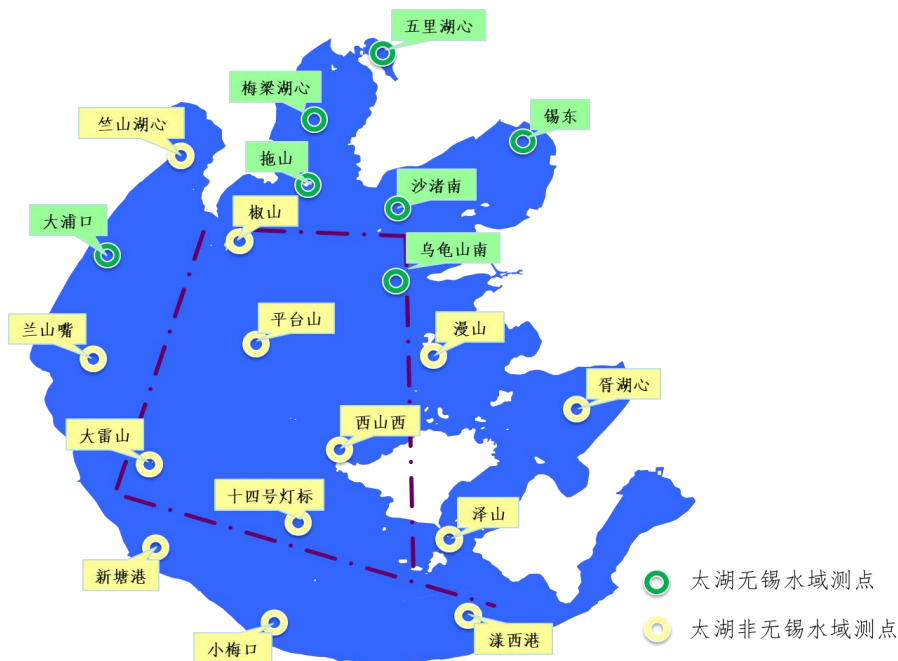 五里湖心
梅梁湖心
锡东
竺山湖心
拖山
沙渚南
椒山
大浦口
乌龟山南
平台山
漫山
兰山嘴
胥湖心
西山西
大雷山
十四号灯标
泽山
新塘港
太湖无锡水域测点
太湖非无锡水域测点
漾西港
小梅口